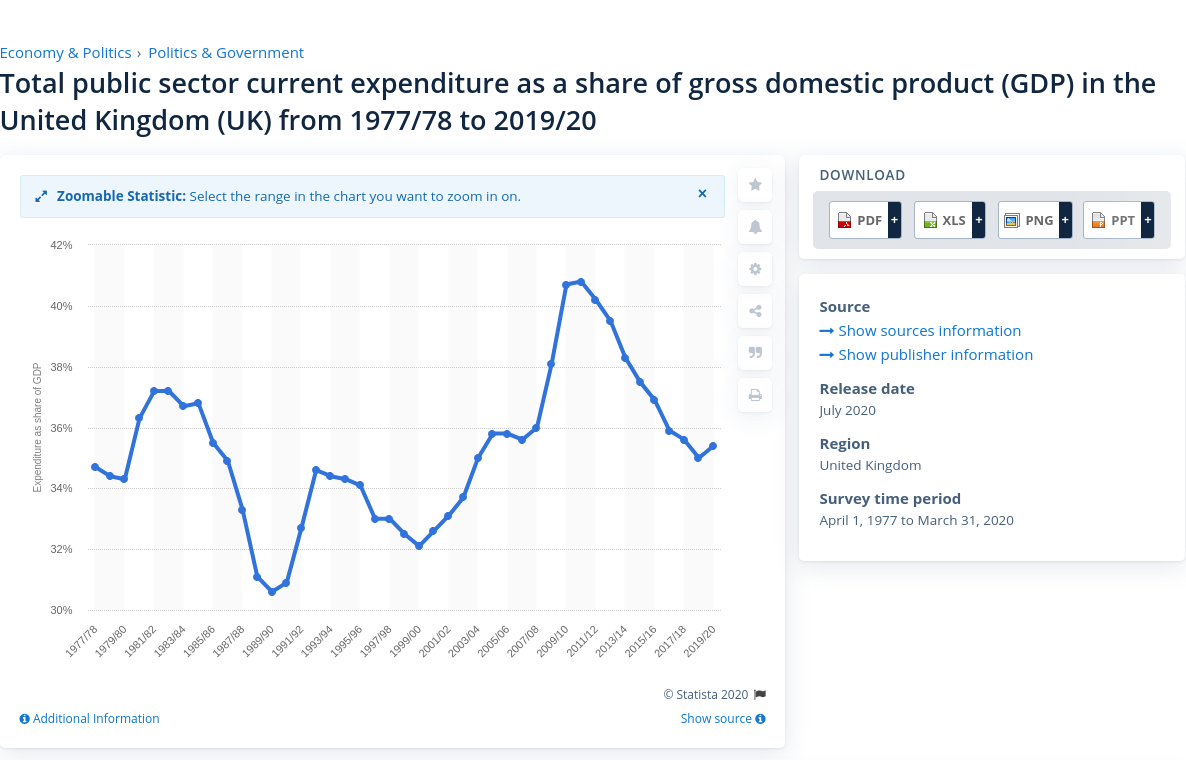 Economy & Politics › Politics & Government
Total public sector current expenditure as a share of gross domestic product (GDP) in the
United Kingdom (UK) from 1977/78 to 2019/20
Zoomable Statistic: Select the range in the chart you want to zoom in on.
×
42%
40%
38%
36%
34%
32%
30%
Expenditure as share of GDP
1977/78
1979/80
1981/82
1983/84
1985/86
1987/88
1989/90
1991/92
1993/94
1995/96
1997/98
1999/00
2001/02
2003/04
2005/06
2007/08
2009/10
2011/12
2013/14
2015/16
2017/18
2019/20
© Statista 2020
Additional Information
Show source
DOWNLOAD
PDF + XLS + PNG + PPT +
Source
Show sources information
Show publisher information
Release date
July 2020
Region
United Kingdom
Survey time period
April 1, 1977 to March 31, 2020